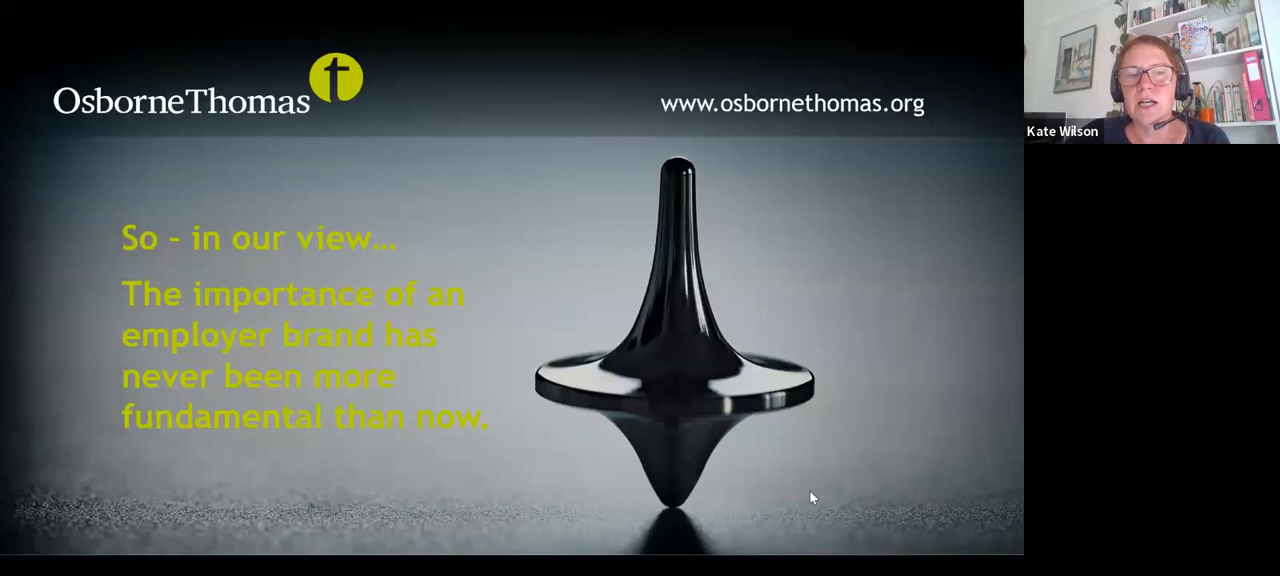 OsborneThomas
www.osbornethomas.org
Kate Wilson
So - in our view...
The importance of an
employer brand has
never been more
fundamental than now.